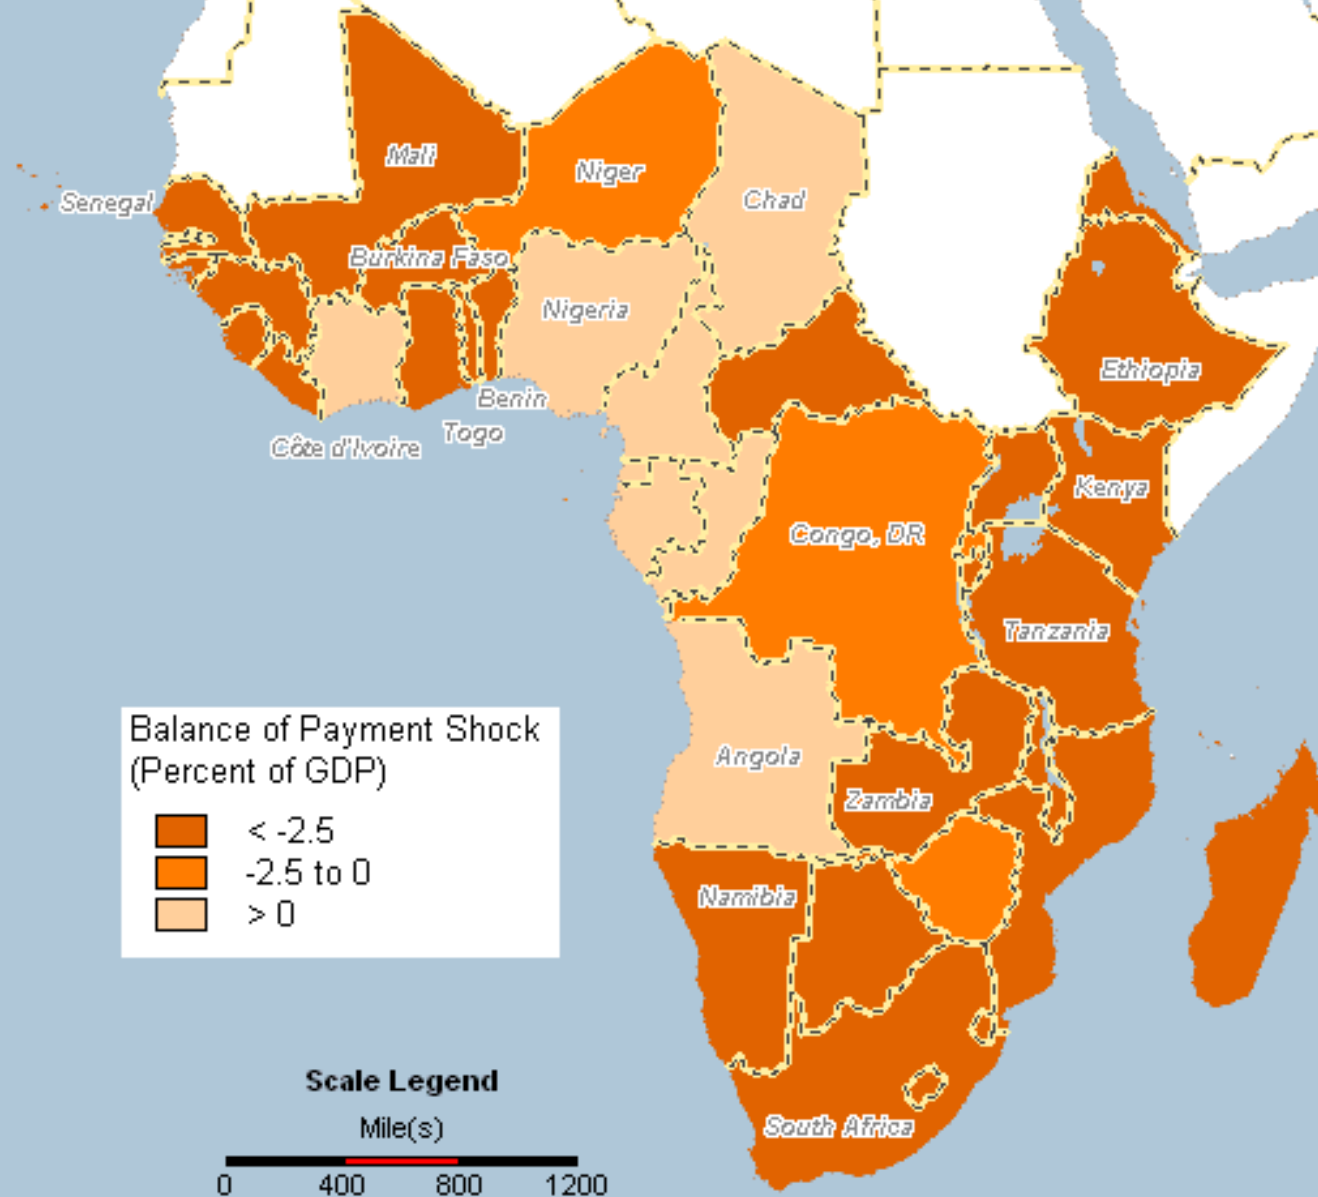 Mali
Niger
Chad
Senegal
Burkina Faso
Nigeria
Ethiopia
Benin
Togo
Côte d'Ivoire
Kenya
Congo, DR
Tanzania
Angola
Zambia
Namibia
South Africa
Balance of Payment Shock
(Percent of GDP)
< -2.5
-2.5 to 0
> 0
Scale Legend
Mile(s)
0 400 800 1200